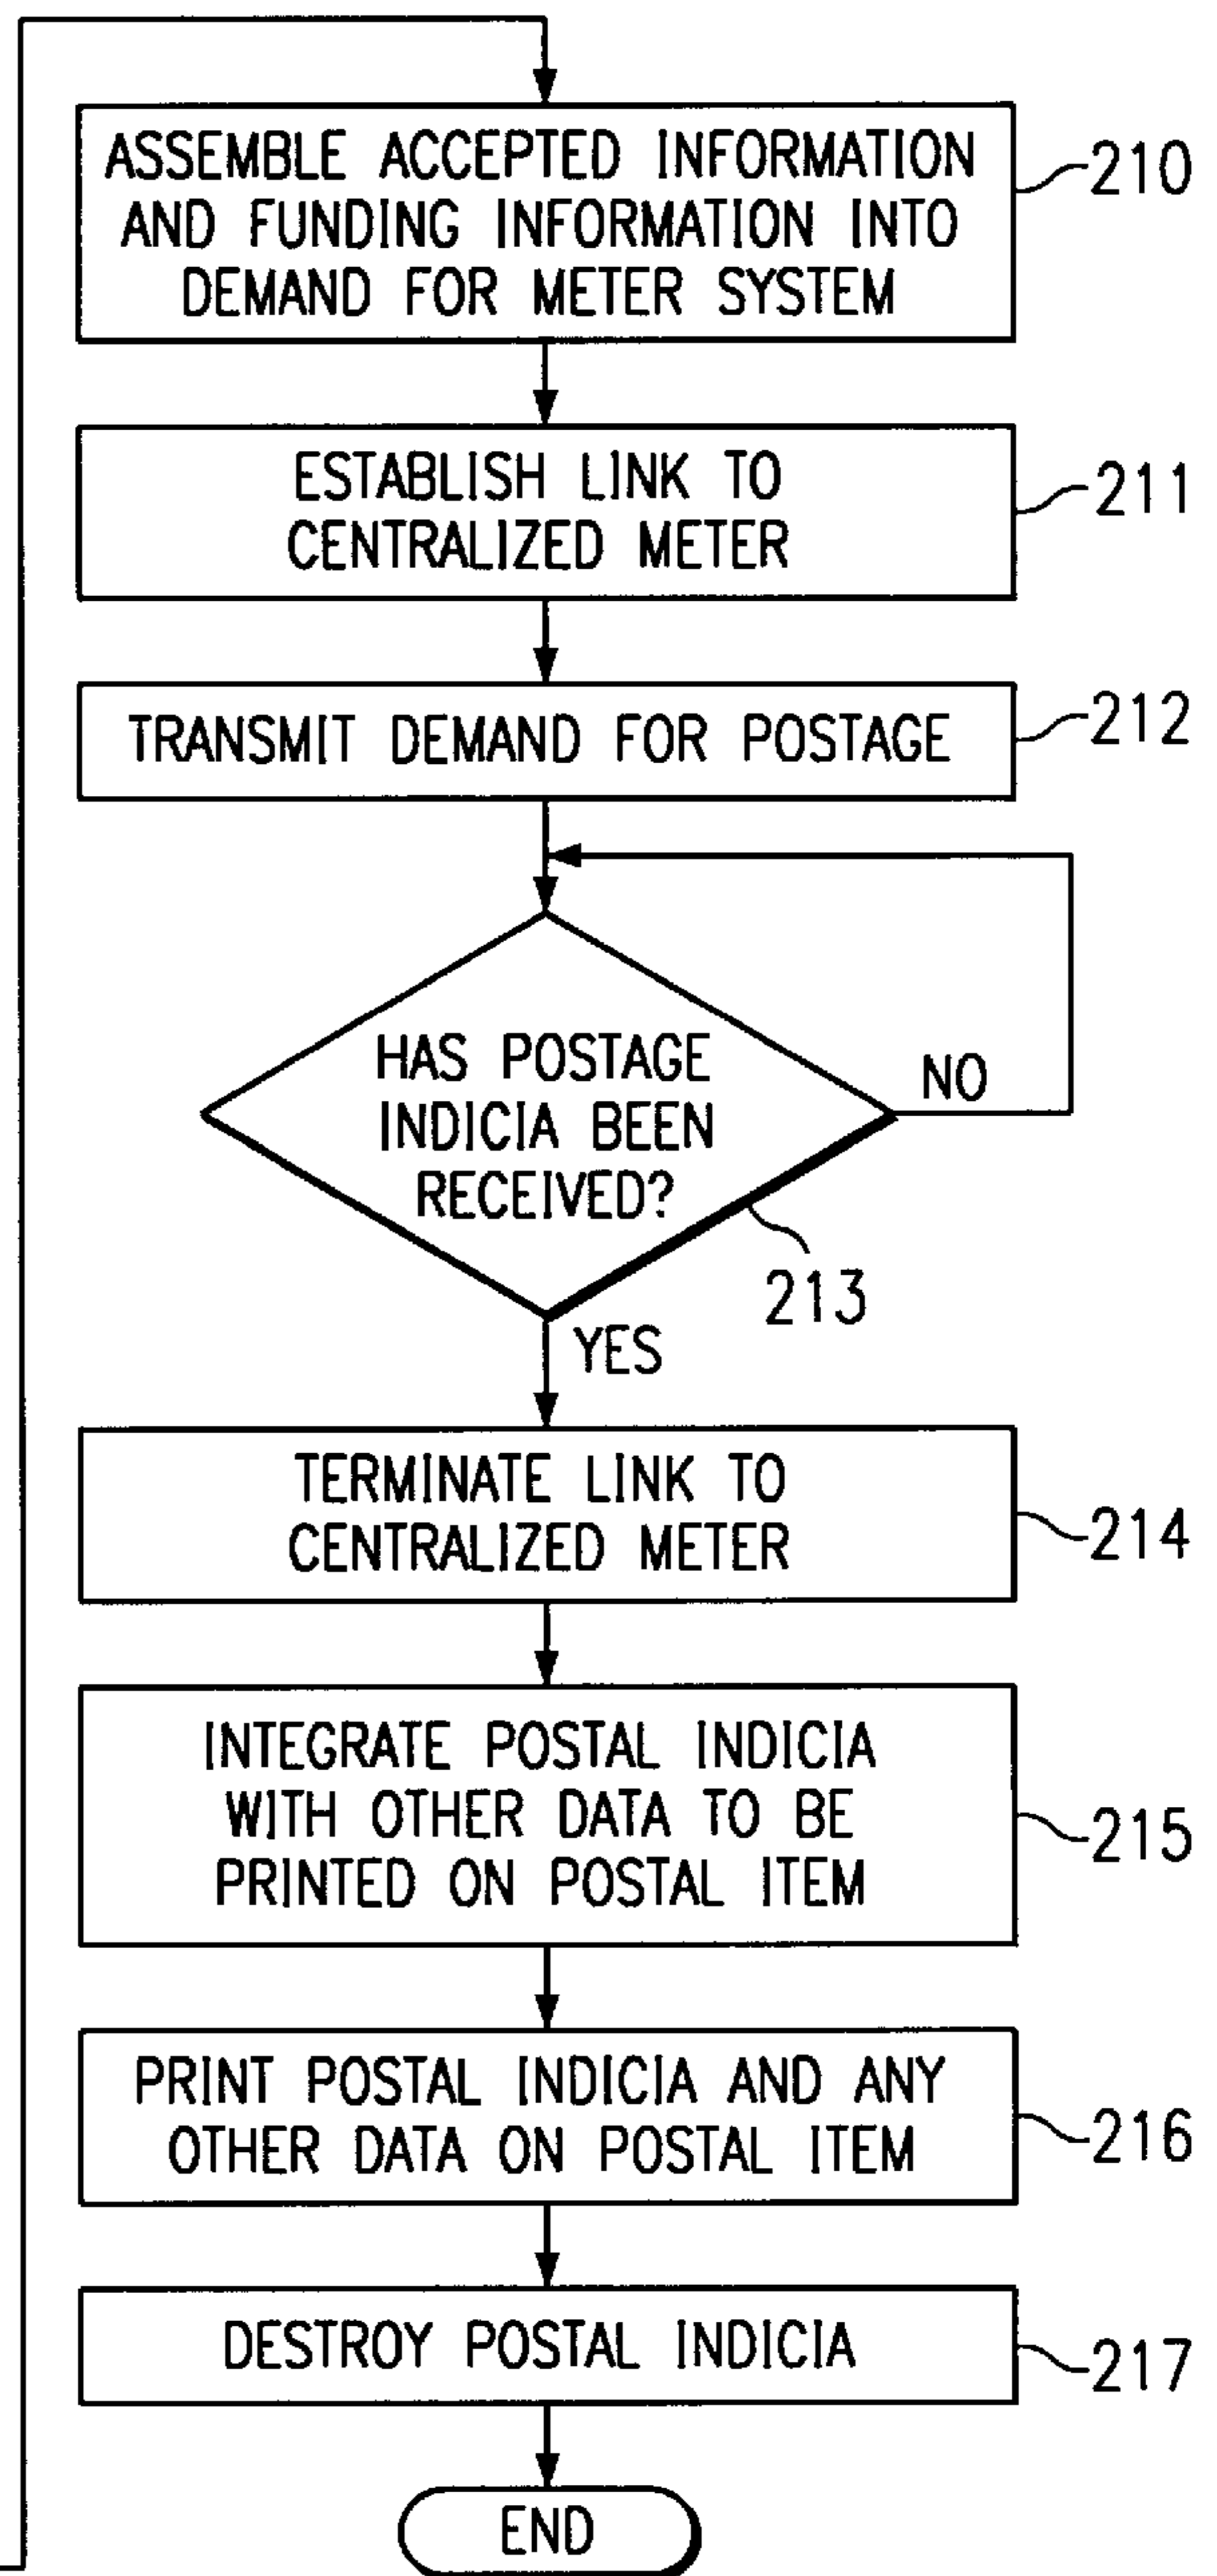 ASSEMBLE ACCEPTED INFORMATION
AND FUNDING INFORMATION INTO
DEMAND FOR METER SYSTEM
210
ESTABLISH LINK TO
CENTRALIZED METER
211
TRANSMIT DEMAND FOR POSTAGE
212
HAS POSTAGE
INDICIA BEEN
RECEIVED?
NO
213
YES
TERMINATE LINK TO
CENTRALIZED METER
214
INTEGRATE POSTAL INDICIA
WITH OTHER DATA TO BE
PRINTED ON POSTAL ITEM
215
PRINT POSTAL INDICIA AND ANY
OTHER DATA ON POSTAL ITEM
216
DESTROY POSTAL INDICIA
217
END